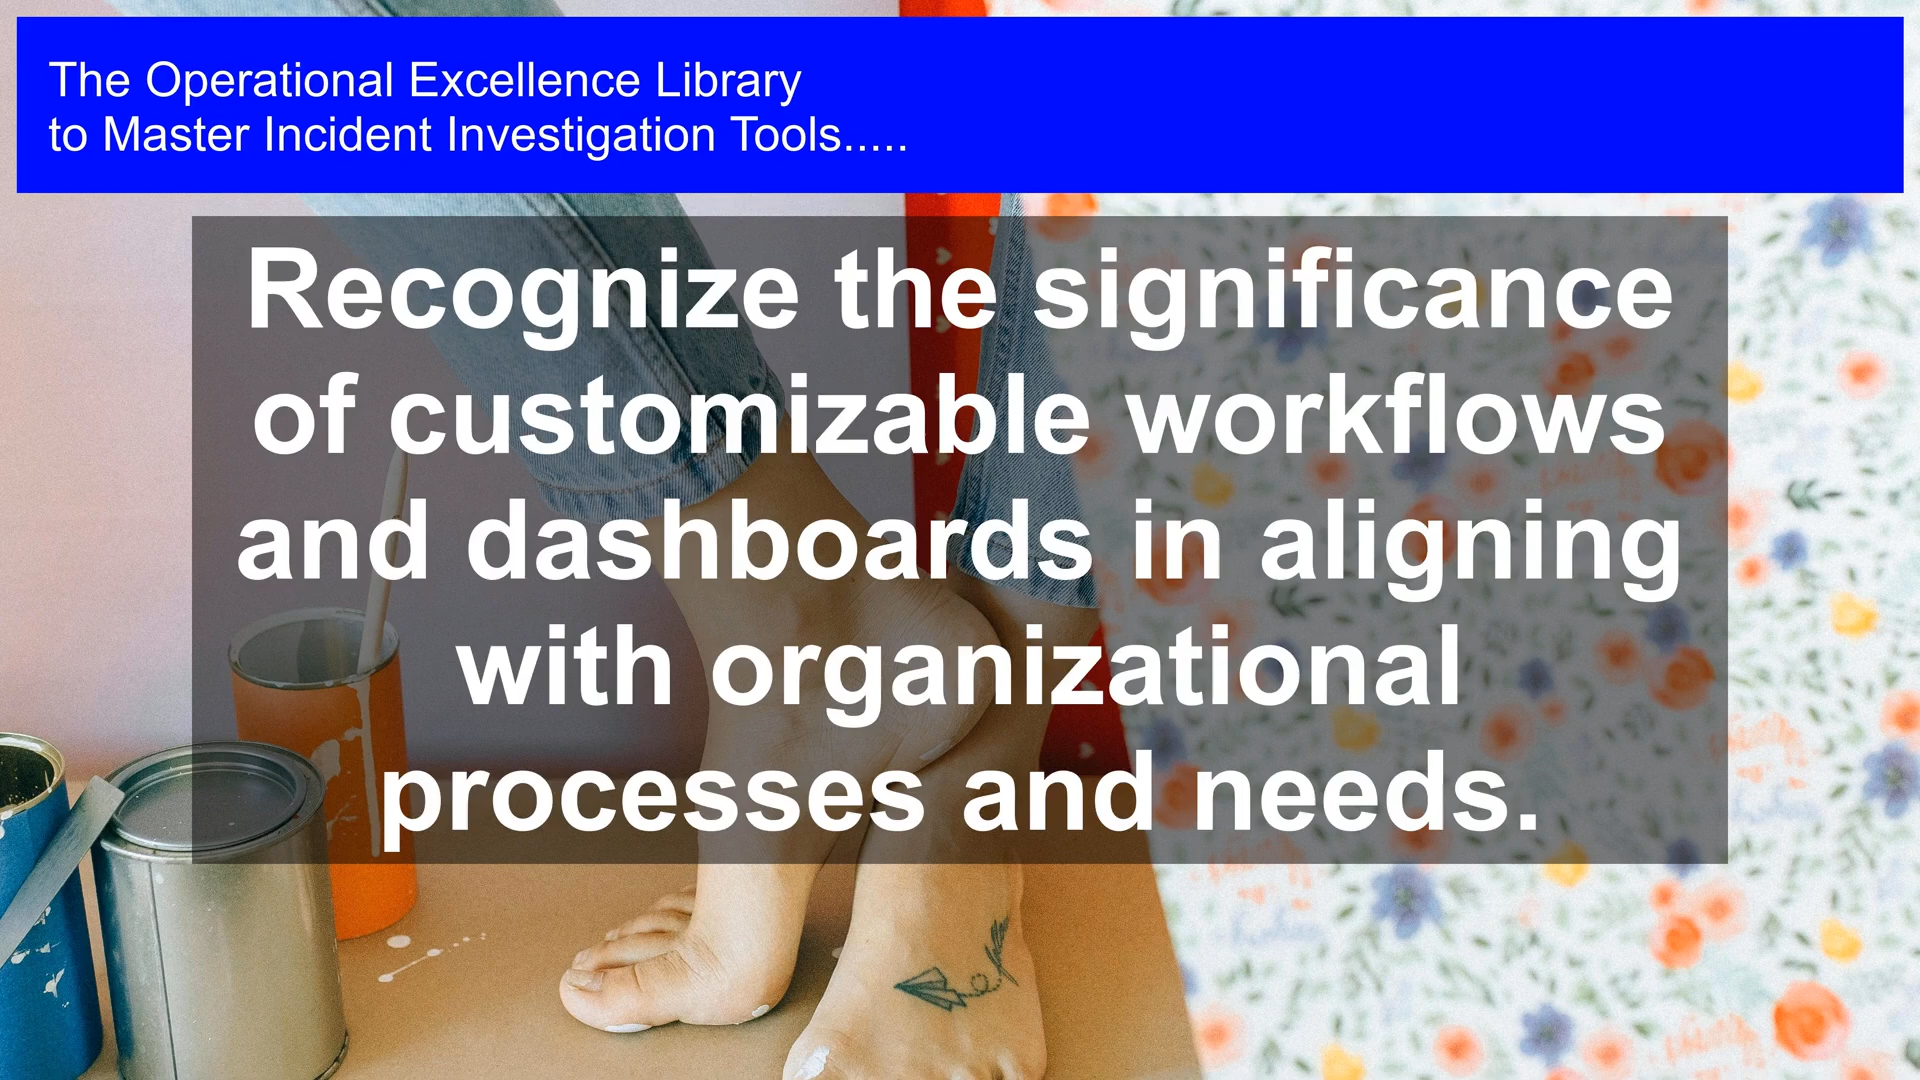 The Operational Excellence Library
to Master Incident Investigation Tools.....
Recognize the significance
of customizable workflows
and dashboards in aligning
with organizational
processes and needs.